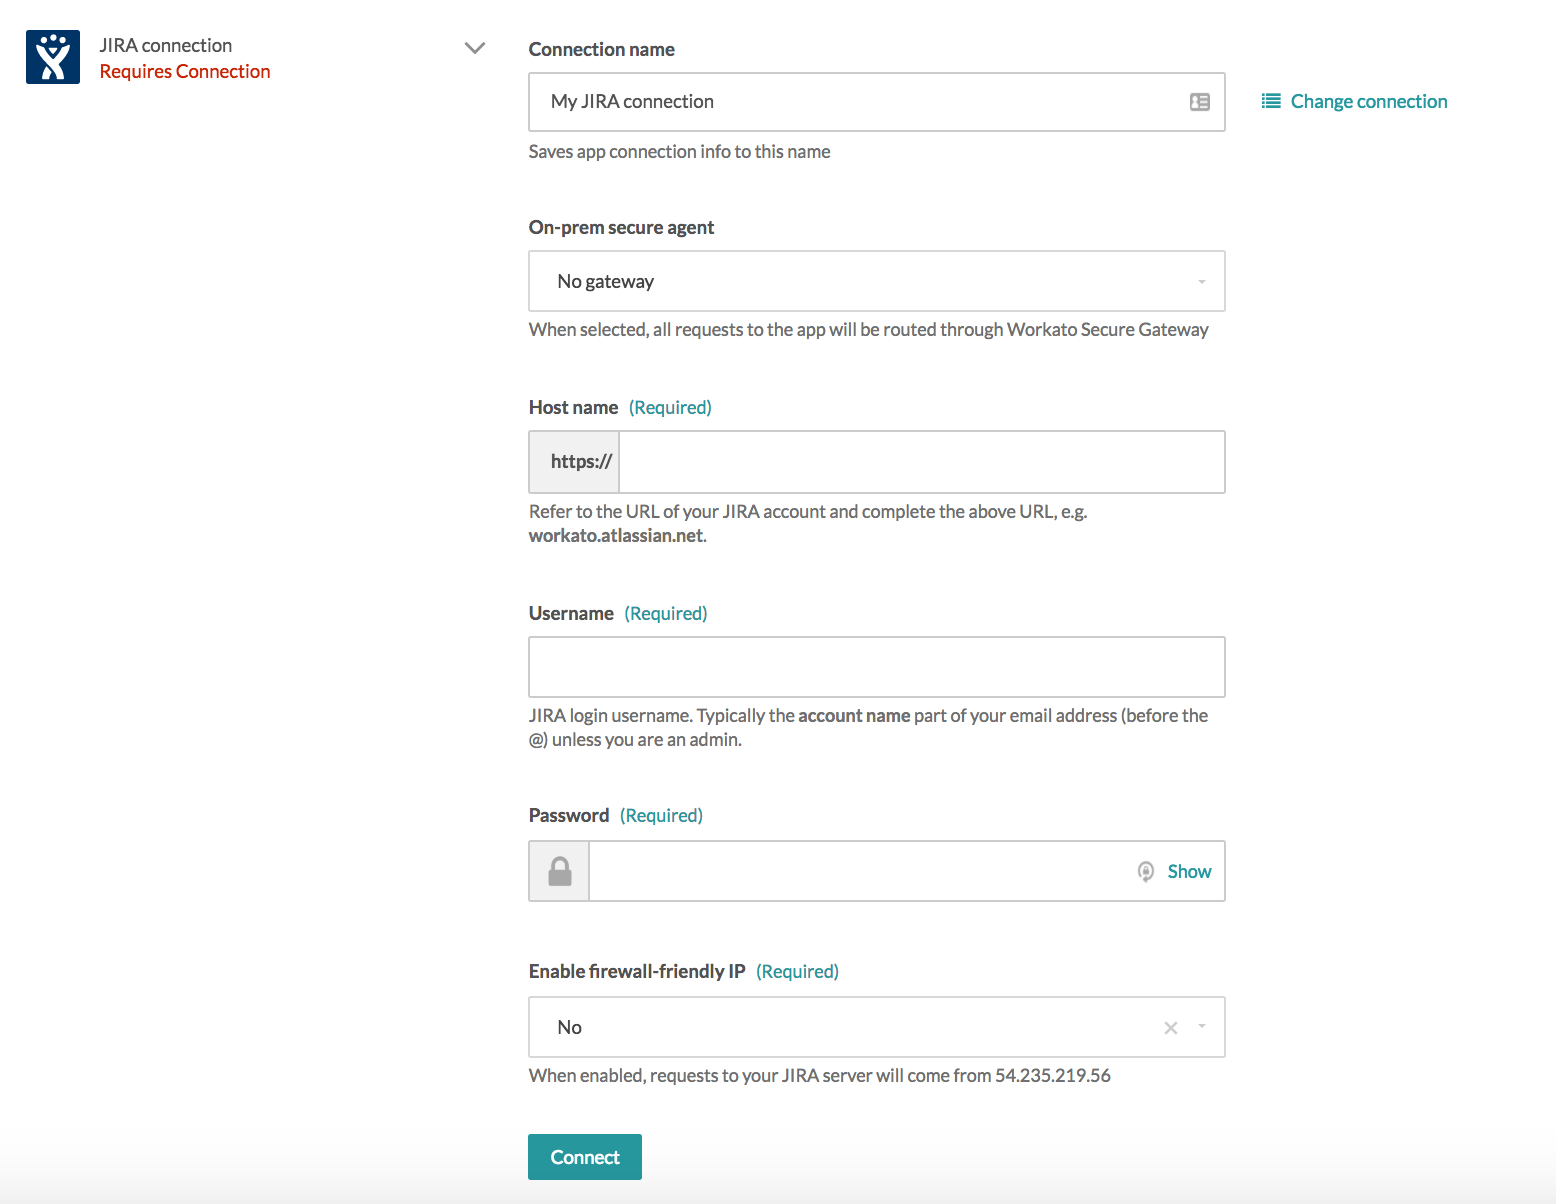 JIRA connection
Requires Connection
Connection name
My JIRA connection
Change connection
Saves app connection info to this name
On-prem secure agent
No gateway
When selected, all requests to the app will be routed through Workato Secure Gateway
Host name (Required)
https://
Refer to the URL of your JIRA account and complete the above URL, e.g.
workato.atlassian.net.
Username (Required)
JIRA login username. Typically the account name part of your email address (before the
@) unless you are an admin.
Password (Required)
Show
Enable firewall-friendly IP (Required)
No
When enabled, requests to your JIRA server will come from 54.235.219.56
Connect